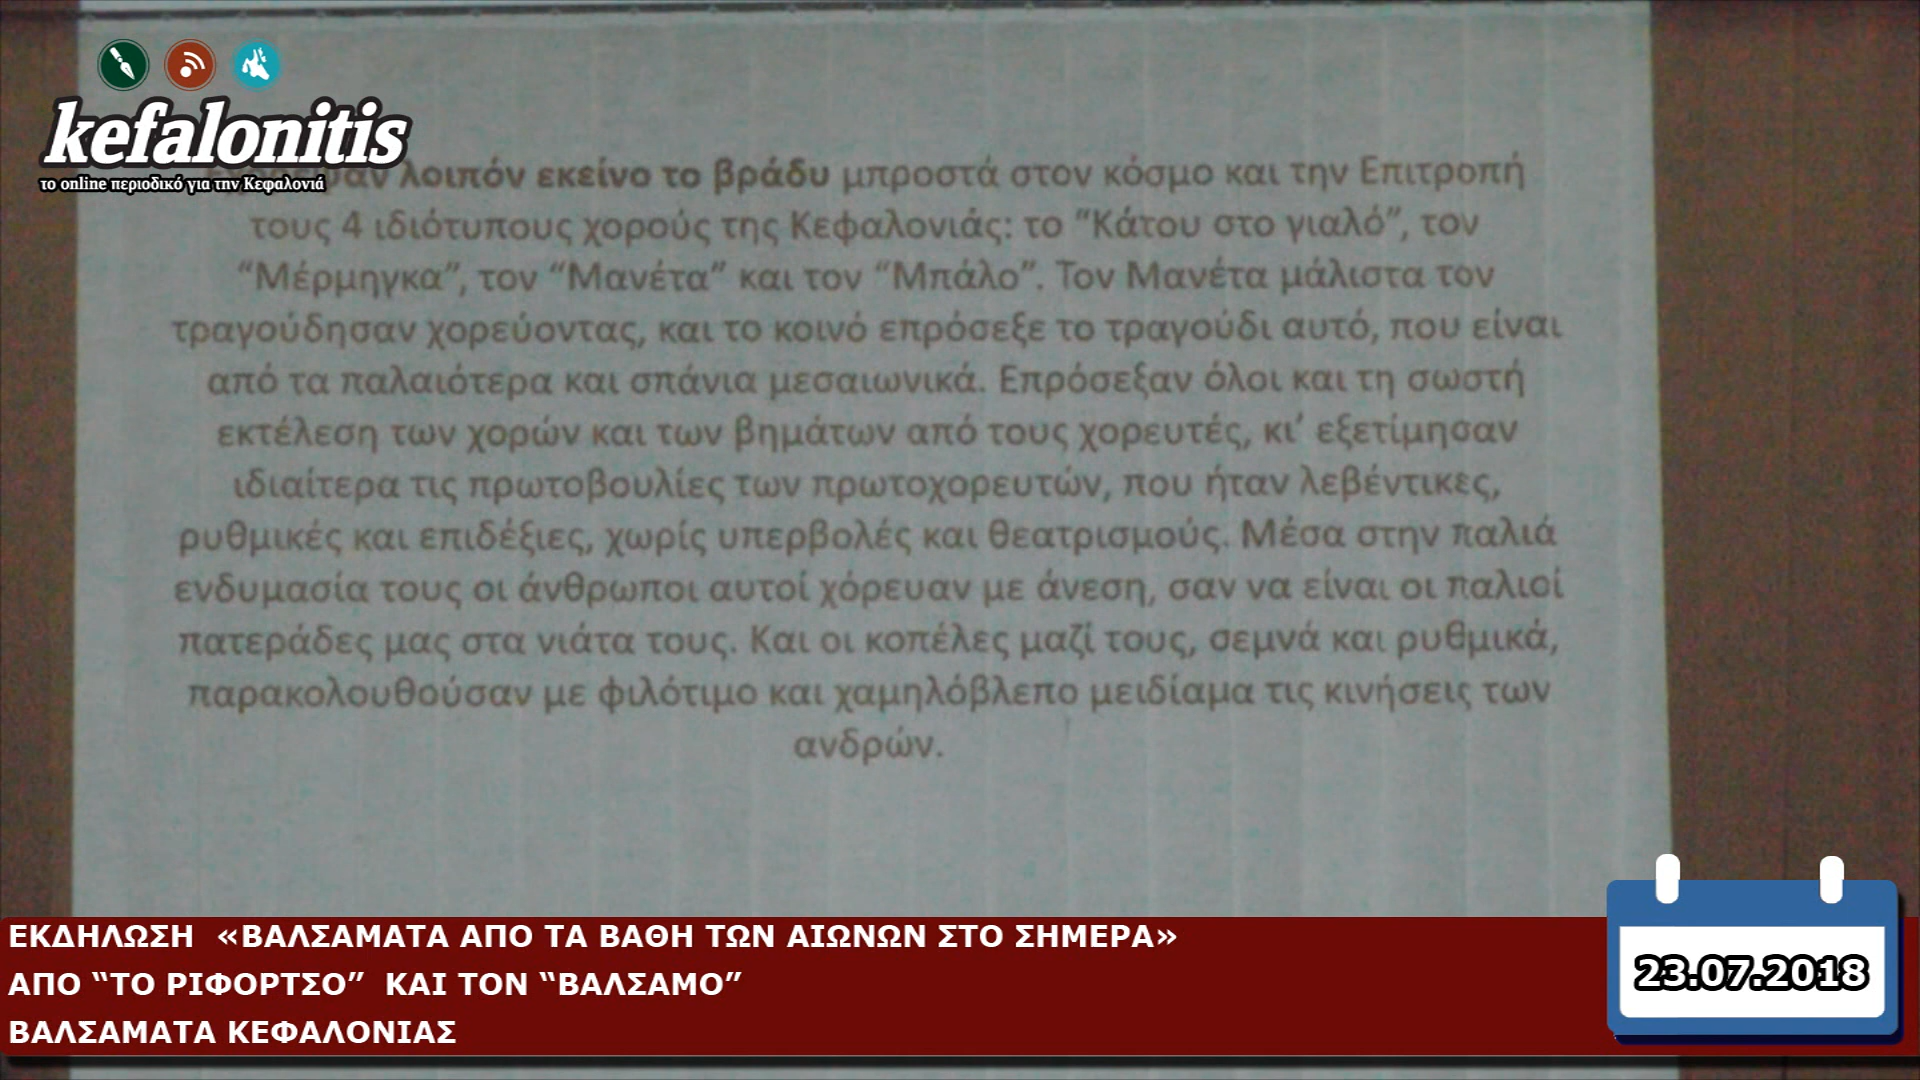 kefalonitis
το online περιοδικό για την Κεφαλονιά
λοιπόν εκείνο το βράδυ μπροστά στον κόσμο και την Επιτροπή
τους 4 ιδιότυπους χορούς της Κεφαλονιάς: το “Κάτου στο γιαλό”, τον
“Μέρμηγκα”, τον “Μανέτα” και τον “Μπάλο”. Τον Μανέτα μάλιστα τον
τραγούδησαν χορεύοντας, και το κοινό επρόσεξε το τραγούδι αυτό, που είναι
από τα παλαιότερα και σπάνια μεσαιωνικά. Επρόσεξαν όλοι και τη σωστή
εκτέλεση των χορών και των βημάτων από τους χορευτές, κι’ εξετίμησαν
ιδιαίτερα τις πρωτοβουλίες των πρωτοχορευτών, που ήταν λεβέντικες,
ρυθμικές και επιδέξιες, χωρίς υπερβολές και θεατρισμούς. Μέσα στην παλιά
ενδυμασία τους οι άνθρωποι αυτοί χόρευαν με άνεση, σαν να είναι οι παλιοί
πατεράδες μας στα νιάτα τους. Και οι κοπέλες μαζί τους, σεμνά και ρυθμικά,
παρακολουθούσαν με φιλότιμο και χαμηλόβλεπο μειδίαμα τις κινήσεις των
ανδρών.
ΕΚΔΗΛΩΣΗ «ΒΑΛΣΑΜΑΤΑ ΑΠΟ ΤΑ ΒΑΘΗ ΤΩΝ ΑΙΩΝΩΝ ΣΤΟ ΣΗΜΕΡΑ»
ΑΠΟ “ΤΟ ΡΙΦΟΡΤΣΟ” ΚΑΙ ΤΟΝ “ΒΑΛΣΑΜΟ”
ΒΑΛΣΑΜΑΤΑ ΚΕΦΑΛΟΝΙΑΣ
23.07.2018